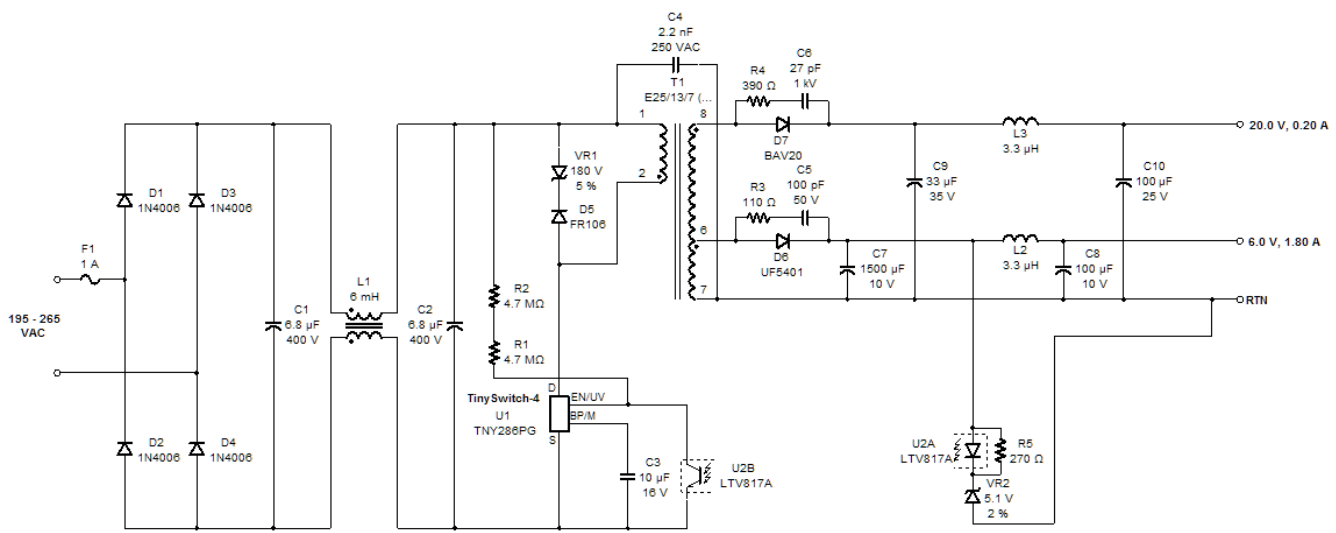 C4
2.2 nF
250 VAC
T1
E25/13/7 (...
1
2
8
6
7
R4
390 Ω
C6
27 pF
1 kV
D7
BAV20
L3
3.3 µH
20.0 V, 0.20 A
C9
33 µF
35 V
C10
100 µF
25 V
R3
110 Ω
C5
100 pF
50 V
D6
UF5401
L2
3.3 µH
6.0 V, 1.80 A
C7
1500 µF
10 V
C8
100 µF
10 V
RTN
D1
1N4006
D3
1N4006
F1
1 A
195 - 265
VAC
D2
1N4006
D4
1N4006
C1
6.8 µF
400 V
L1
6 mH
C2
6.8 µF
400 V
VR1
180 V
5 %
D5
FR106
R2
4.7 MΩ
R1
4.7 MΩ
TinySwitch-4
U1
TNY286PG
D
EN/UV
BP/M
S
C3
10 µF
16 V
U2B
LTV817A
U2A
LTV817A
R5
270 Ω
VR2
5.1 V
2 %